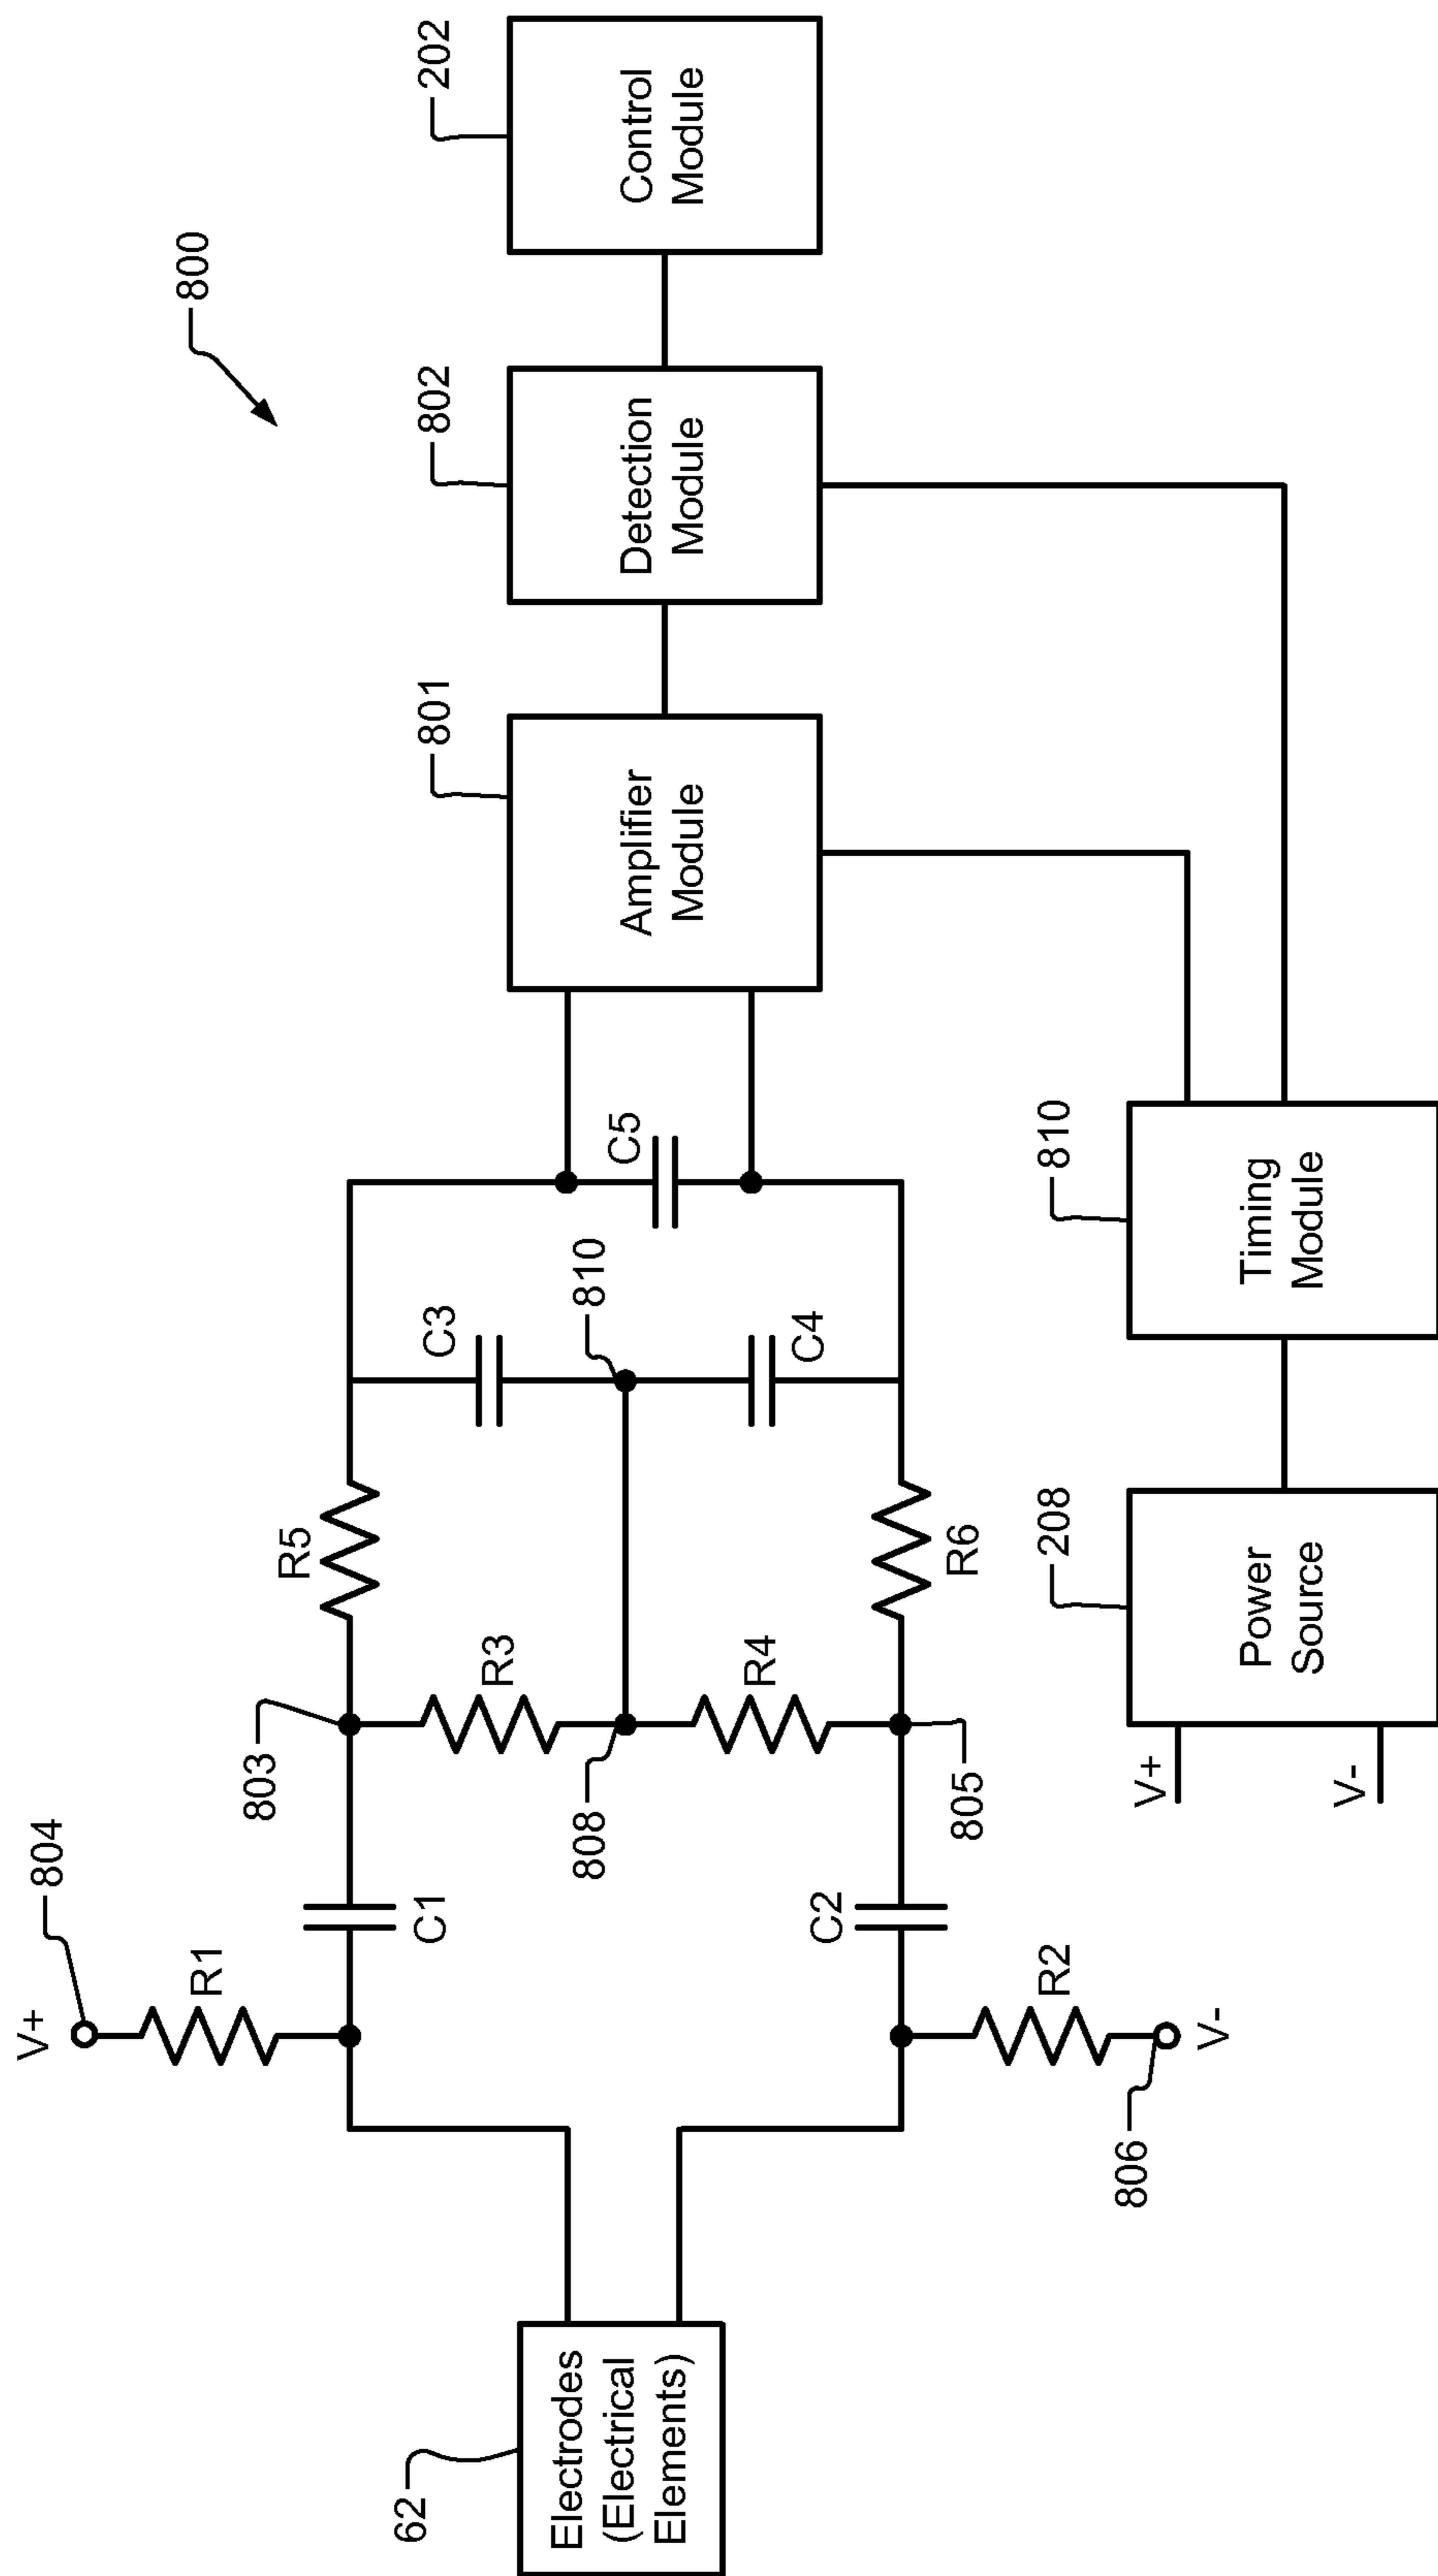 800
V+
804
R1
C1
803
R5
R3
808
R4
805
R6
C2
R2
V-
806
62
Electrodes
(Electrical
Elements)
C3
810
C4
C5
801
Amplifier
Module
802
Detection
Module
202
Control
Module
V+
V-
208
Power
Source
810
Timing
Module